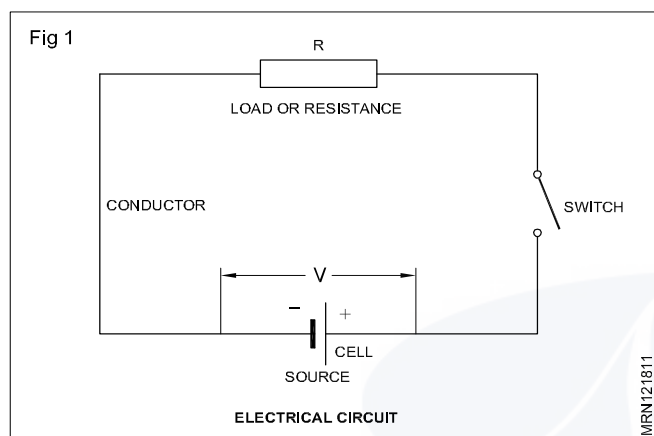 Fig 1
R
LOAD OR RESISTANCE
CONDUCTOR
SWITCH
V
– +
CELL
SOURCE
ELECTRICAL CIRCUIT
MRN121811